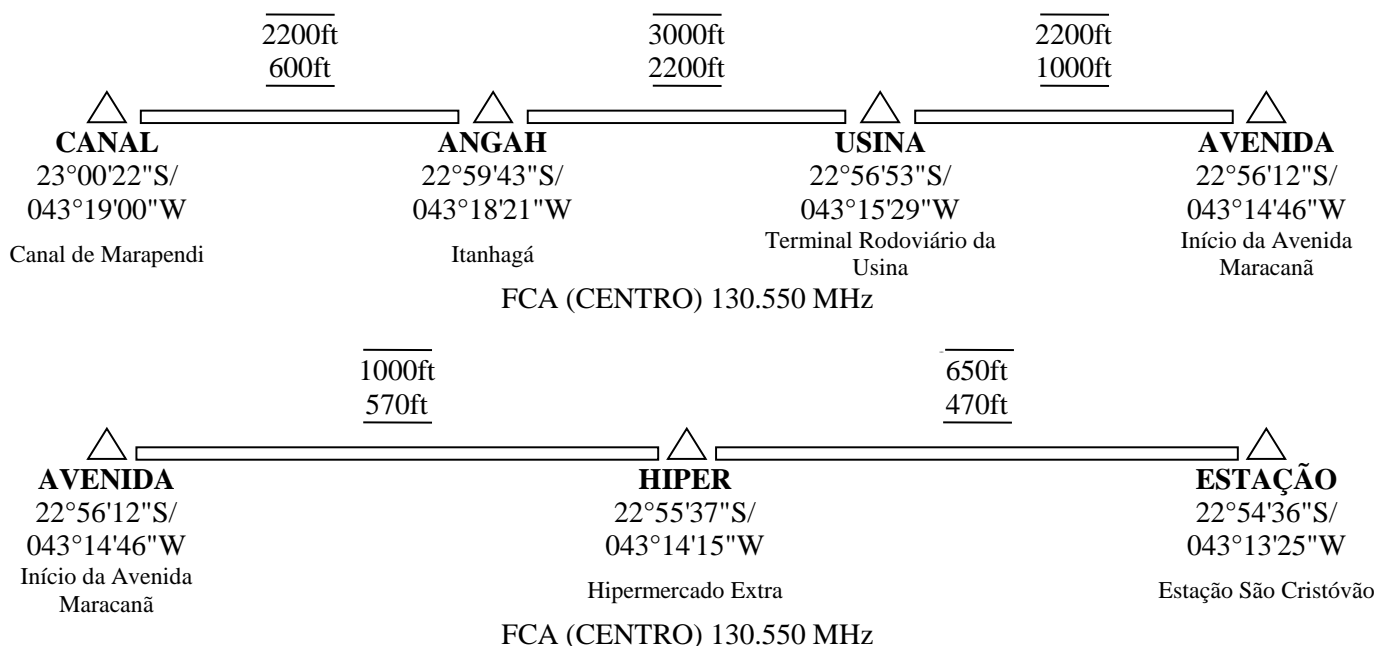 2200ft
600ft
3000ft
2200ft
2200ft
1000ft
CANAL
23°00'22"S/
043°19'00"W
Canal de Marapendi
ANGAH
22°59'43"S/
043°18'21"W
Itanhagá
USINA
22°56'53"S/
043°15'29"W
Terminal Rodoviário da
Usina
AVENIDA
22°56'12"S/
043°14'46"W
Início da Avenida
Maracanã
FCA (CENTRO) 130.550 MHz
1000ft
570ft
650ft
470ft
AVENIDA
22°56'12"S/
043°14'46"W
Início da Avenida
Maracanã
HIPER
22°55'37"S/
043°14'15"W
Hipermercado Extra
ESTAÇÃO
22°54'36"S/
043°13'25"W
Estação São Cristóvão
FCA (CENTRO) 130.550 MHz